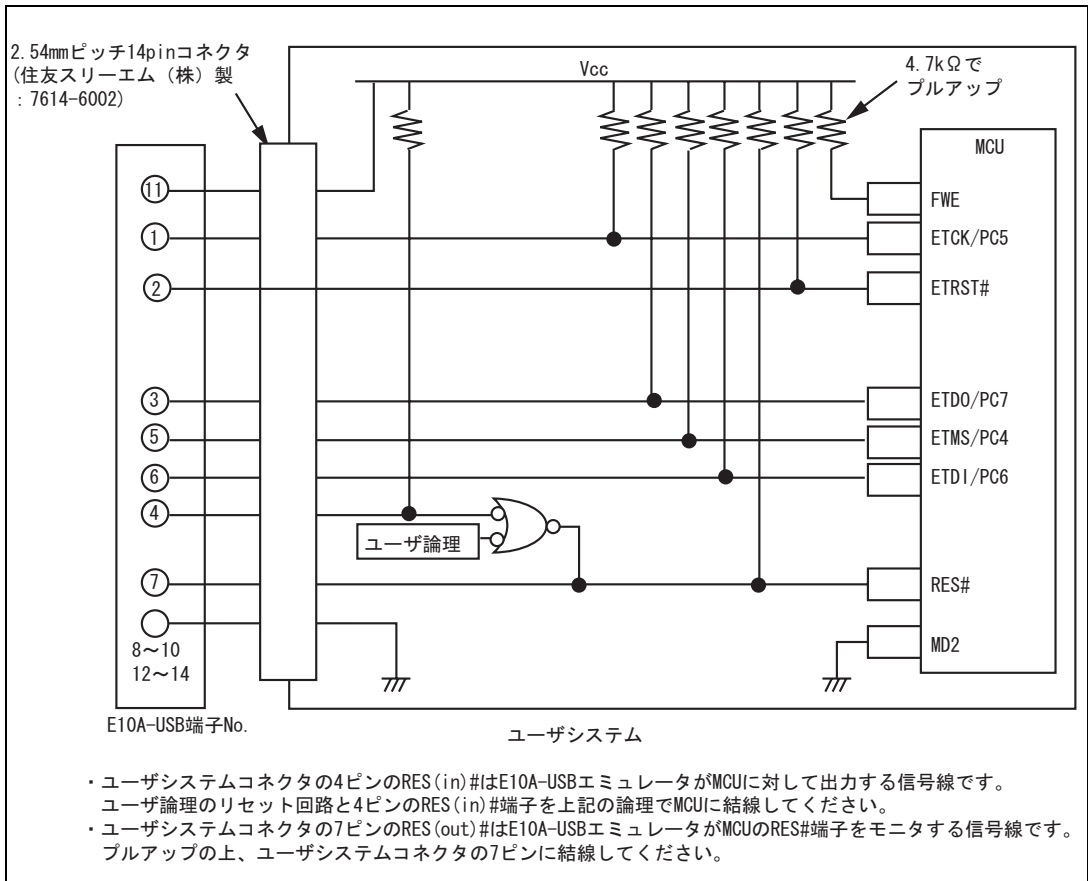 2.54mmピッチ14pinコネクタ
(住友スリーエム（株）製
: 7614-6002)
Vcc
4.7kΩで
プルアップ
MCU
11
FWE
1
ETCK/PC5
2
ETRST#
3
ETDO/PC7
5
ETMS/PC4
6
ETDI/PC6
4
ユーザ論理
7
RES#
8～10
12～14
MD2
E10A-USB端子No.
ユーザシステム
・ユーザシステムコネクタの4ピンのRES(in)#はE10A-USBエミュレータがMCUに対して出力する信号線です。
ユーザ論理のリセット回路と4ピンのRES(in)#端子を上記の論理でMCUに結線してください。
・ユーザシステムコネクタの7ピンのRES(out)#はE10A-USBエミュレータがMCUのRES#端子をモニタする信号線です。
プルアップの上、ユーザシステムコネクタの7ピンに結線してください。